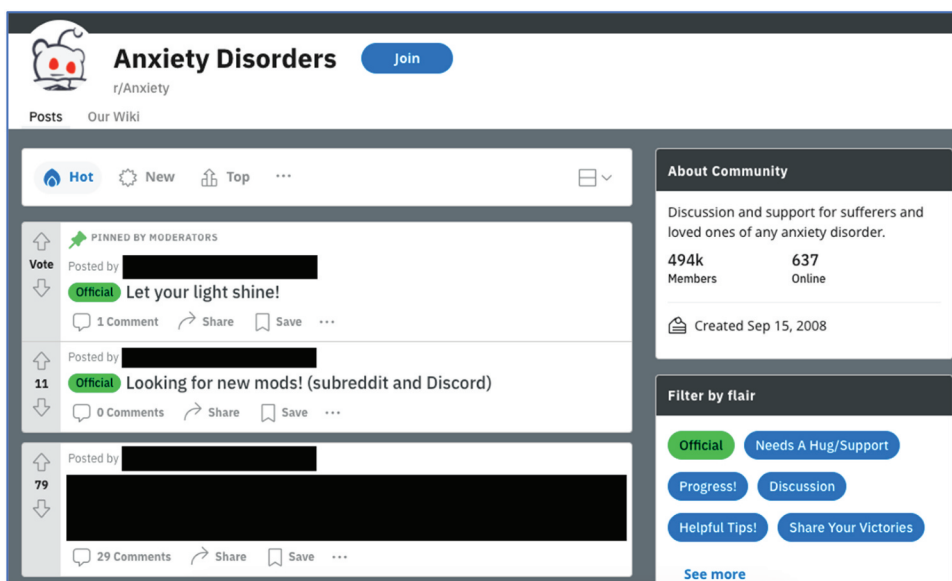 Anxiety Disorders
Join
r/Anxiety
Posts
Our Wiki
Hot
New
Top
PINNED BY MODERATORS
Vote
Posted by
Official Let your light shine!
1 Comment Share Save
Posted by
11
Official Looking for new mods! (subreddit and Discord)
0 Comments Share Save
Posted by
79
29 Comments Share Save
About Community
Discussion and support for sufferers and
loved ones of any anxiety disorder.
494k 637
Members Online
Created Sep 15, 2008
Filter by flair
Official Needs A Hug/Support
Progress! Discussion
Helpful Tips! Share Your Victories
See more